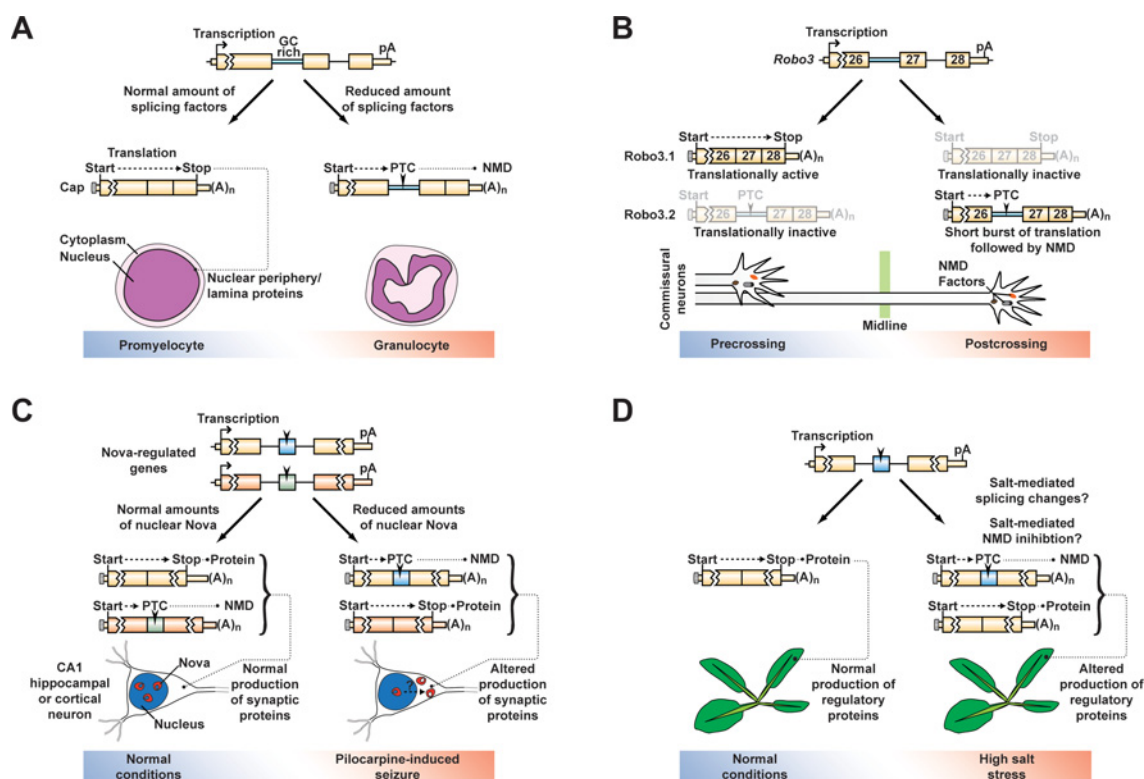 A
Transcription
GC
rich
pA
Normal amount of
splicing factors
Reduced amount
of splicing factors
Translation
Start
Stop
Cap
(A)n
Start
PTC
NMD
(A)n
Cytoplasm
Nucleus
Nuclear periphery/
lamina proteins
Promyelocyte
Granulocyte
B
Transcription
pA
Robo3
26
27
28
Start
Stop
Robo3.1
26
27
28
(A)n
Translationally active
Start
Stop
26
27
28
(A)n
Translationally inactive
Start
PTC
Robo3.2
26
27
28
(A)n
Translationally inactive
Start
PTC
26
27
28
(A)n
Short burst of translation
followed by NMD
Commissural
neurons
NMD
Factors
Midline
Precrossing
Postcrossing
C
Transcription
pA
Nova-regulated
genes
pA
Normal amounts
of nuclear Nova
Reduced amounts
of nuclear Nova
Start
Stop
Protein
(A)n
Start
PTC
NMD
(A)n
Start
PTC
NMD
(A)n
Start
Stop
Protein
(A)n
CA1
hippocampal
or cortical
neuron
Nova
Nucleus
Normal
production
of synaptic
proteins
?
Altered
production
of synaptic
proteins
Normal
conditions
Pilocarpine-induced
seizure
D
Transcription
pA
Salt-mediated
splicing changes?
Salt-mediated
NMD inihibtion?
Start
Stop
Protein
(A)n
Start
PTC
NMD
(A)n
Start
Stop
Protein
(A)n
Normal
production of
regulatory
proteins
Altered
production of
regulatory
proteins
Normal
conditions
High salt
stress